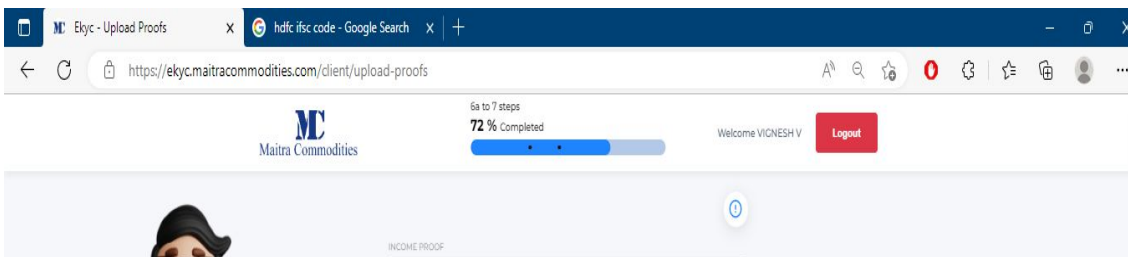 Ekyc - Upload Proofs
hdfc ifsc code - Google Search
https://ekyc.maitracommodities.com/client/upload-proofs
MC
Maitra Commodities
6a to 7 steps
72 % Completed
Welcome VIGNESH V
Logout
INCOME PROOF